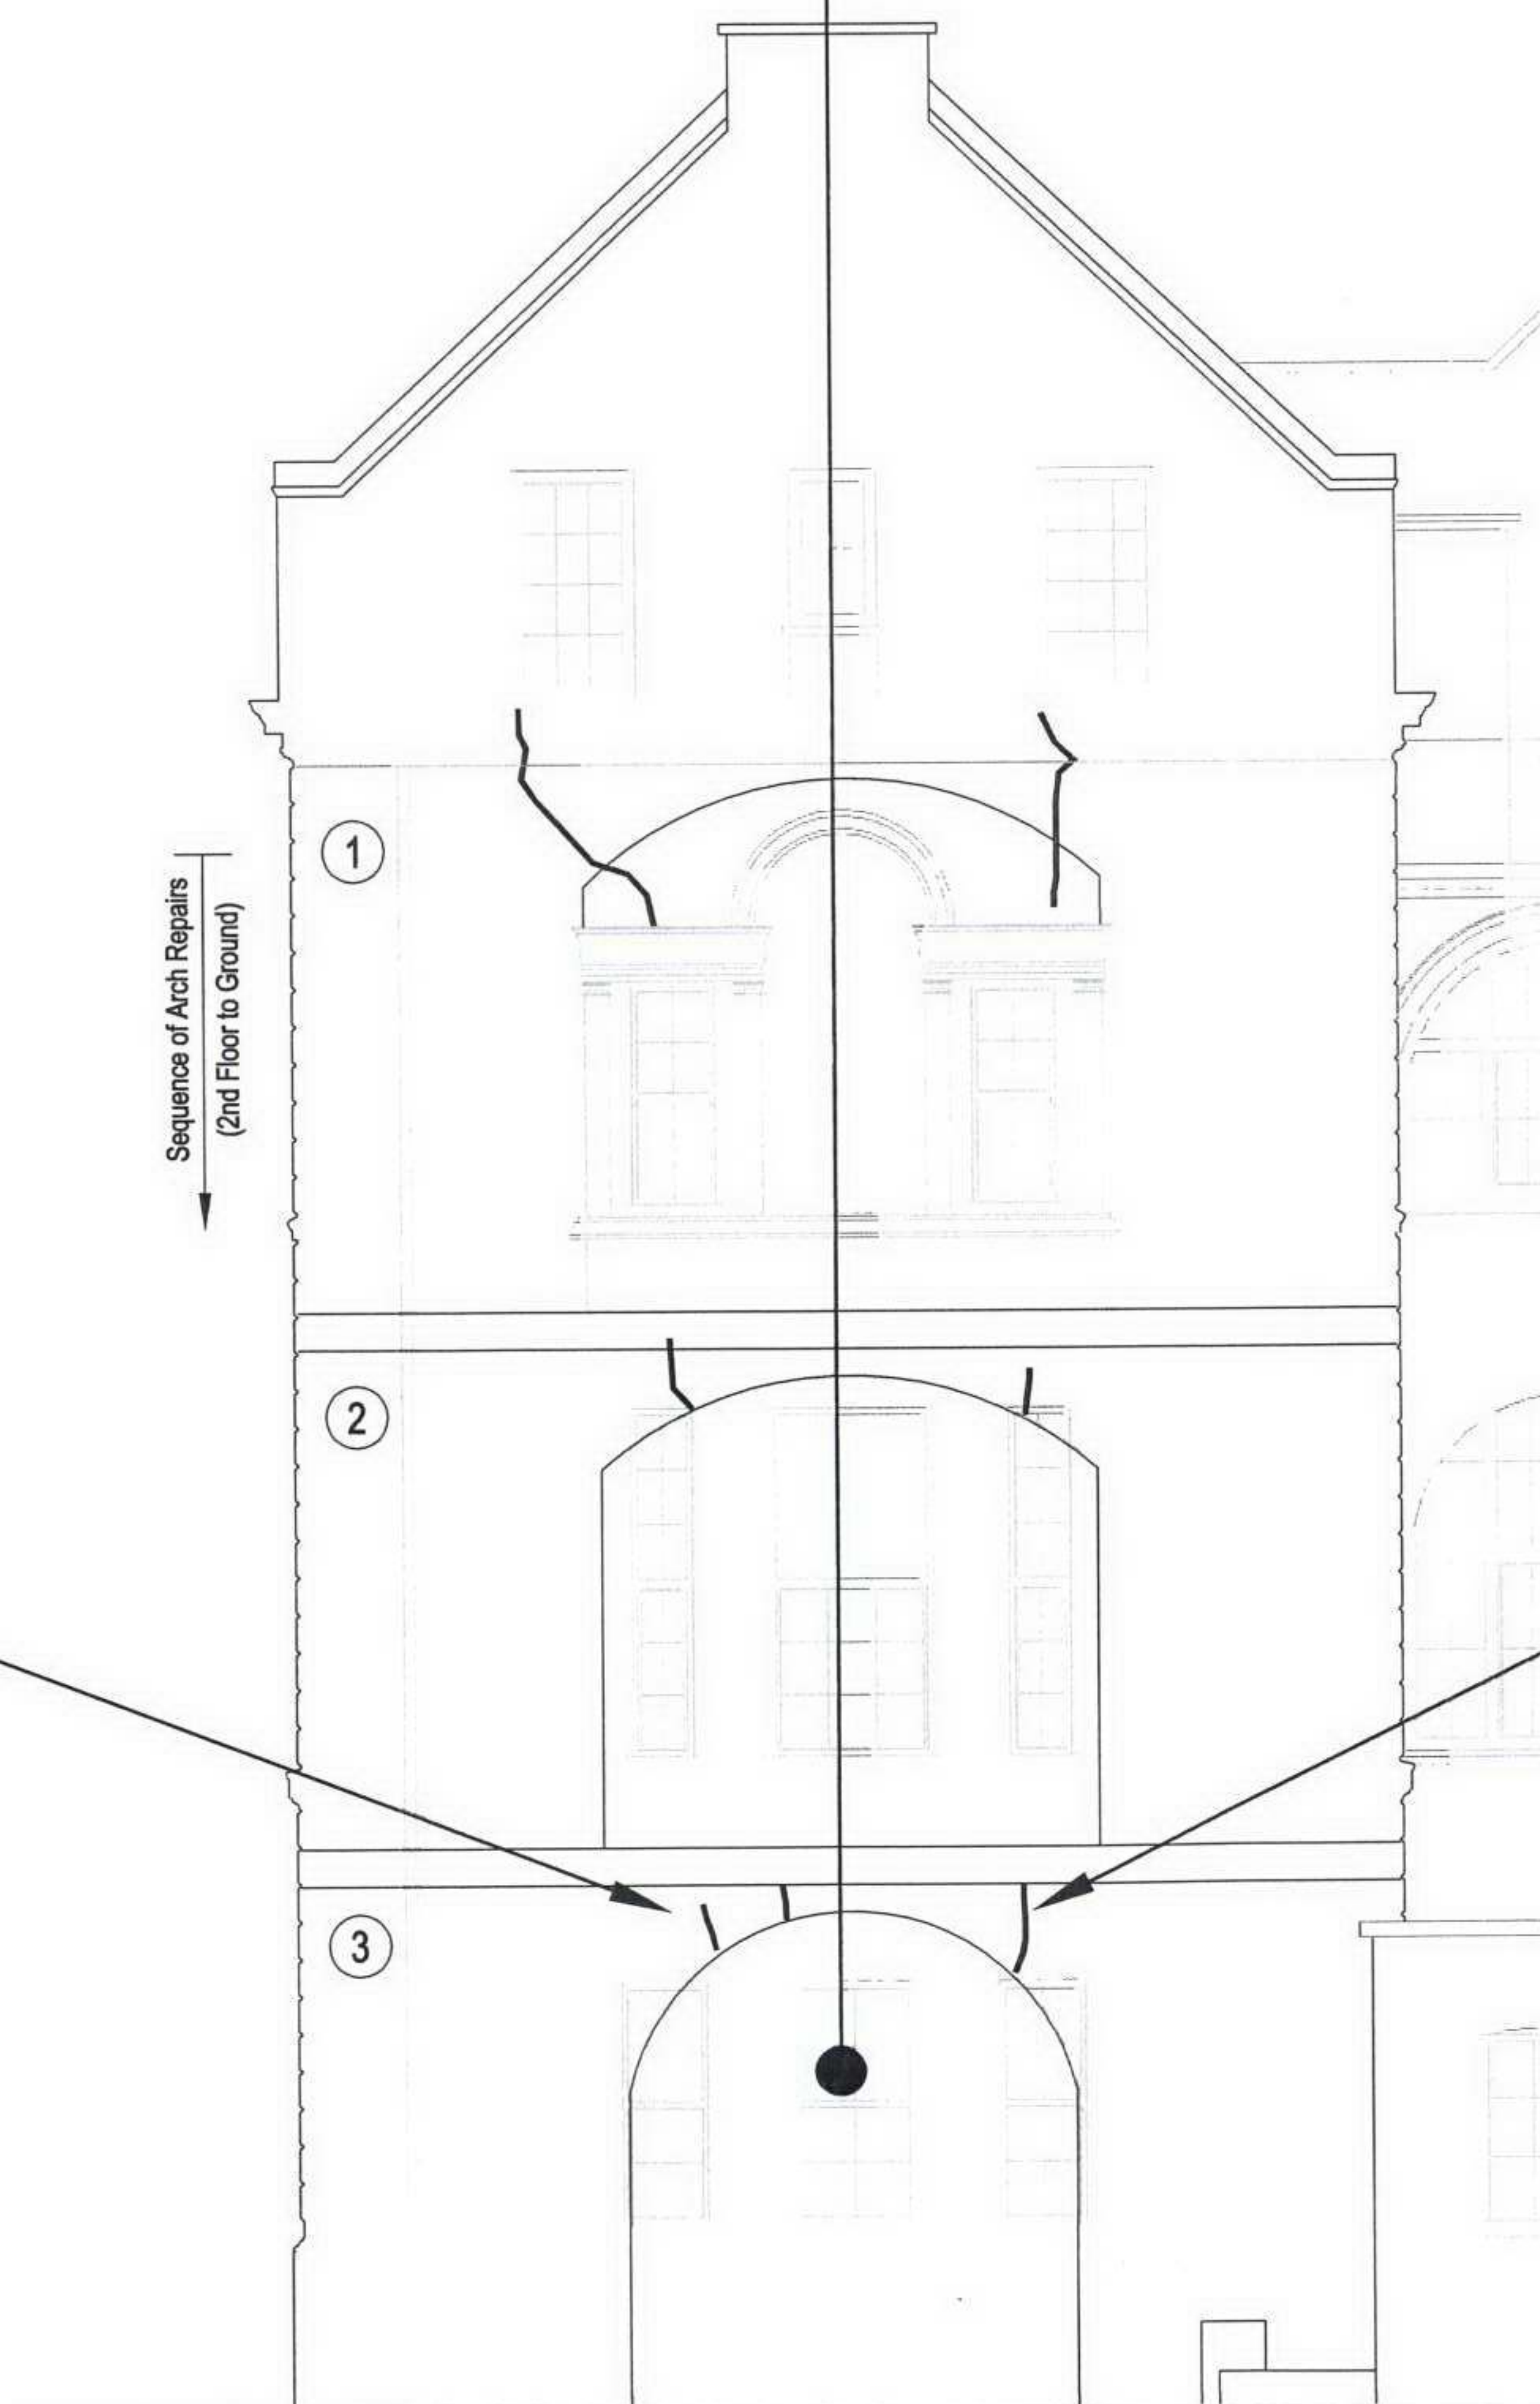 1
Sequence of Arch Repairs
(2nd Floor to Ground)
2
3